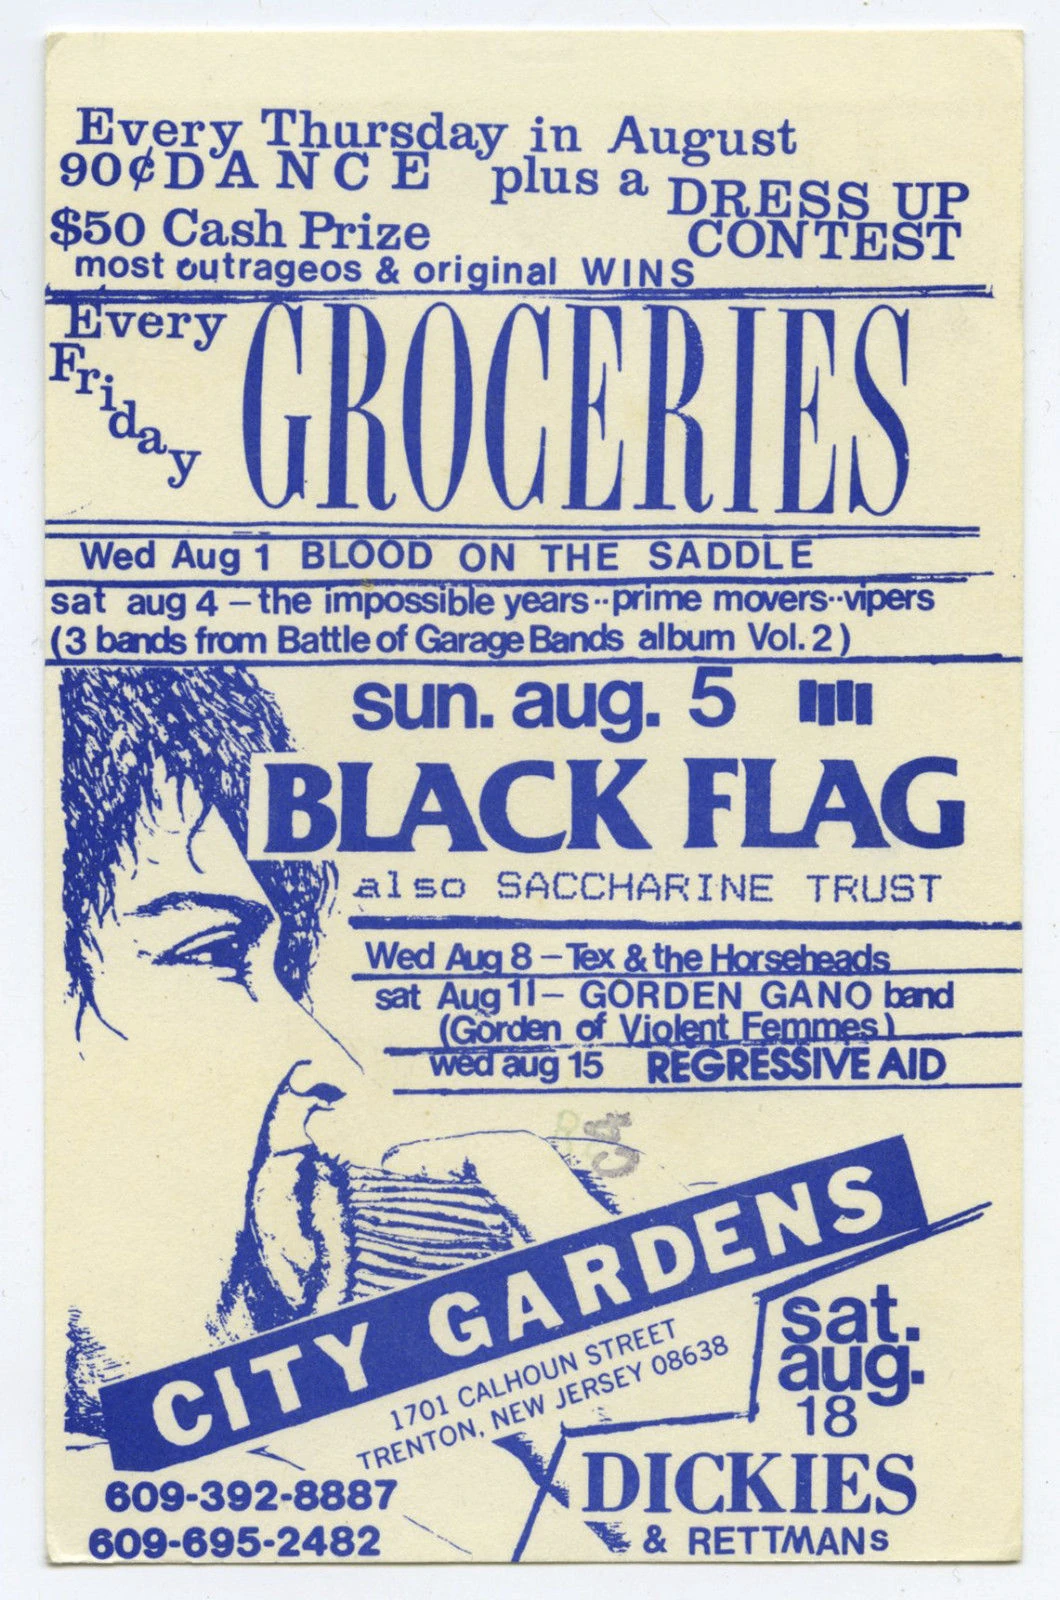 Every Thursday in August
90¢ DANCE plus a DRESS UP CONTEST
$50 Cash Prize
most outrageos & original WINS
Every Friday GROCERIES
Wed Aug 1 BLOOD ON THE SADDLE
sat aug 4 – the impossible years··prime movers··vipers
(3 bands from Battle of Garage Bands album Vol. 2)
sun. aug. 5
BLACK FLAG
also SACCHARINE TRUST
Wed Aug 8 – Tex & the Horseheads
sat Aug 11 – GORDEN GANO band
(Gorden of Violent Femmes)
wed aug 15 REGRESSIVE AID
CITY GARDENS
1701 CALHOUN STREET
TRENTON, NEW JERSEY 08638
609-392-8887
609-695-2482
sat.
aug.
18
DICKIES
& RETTMANs